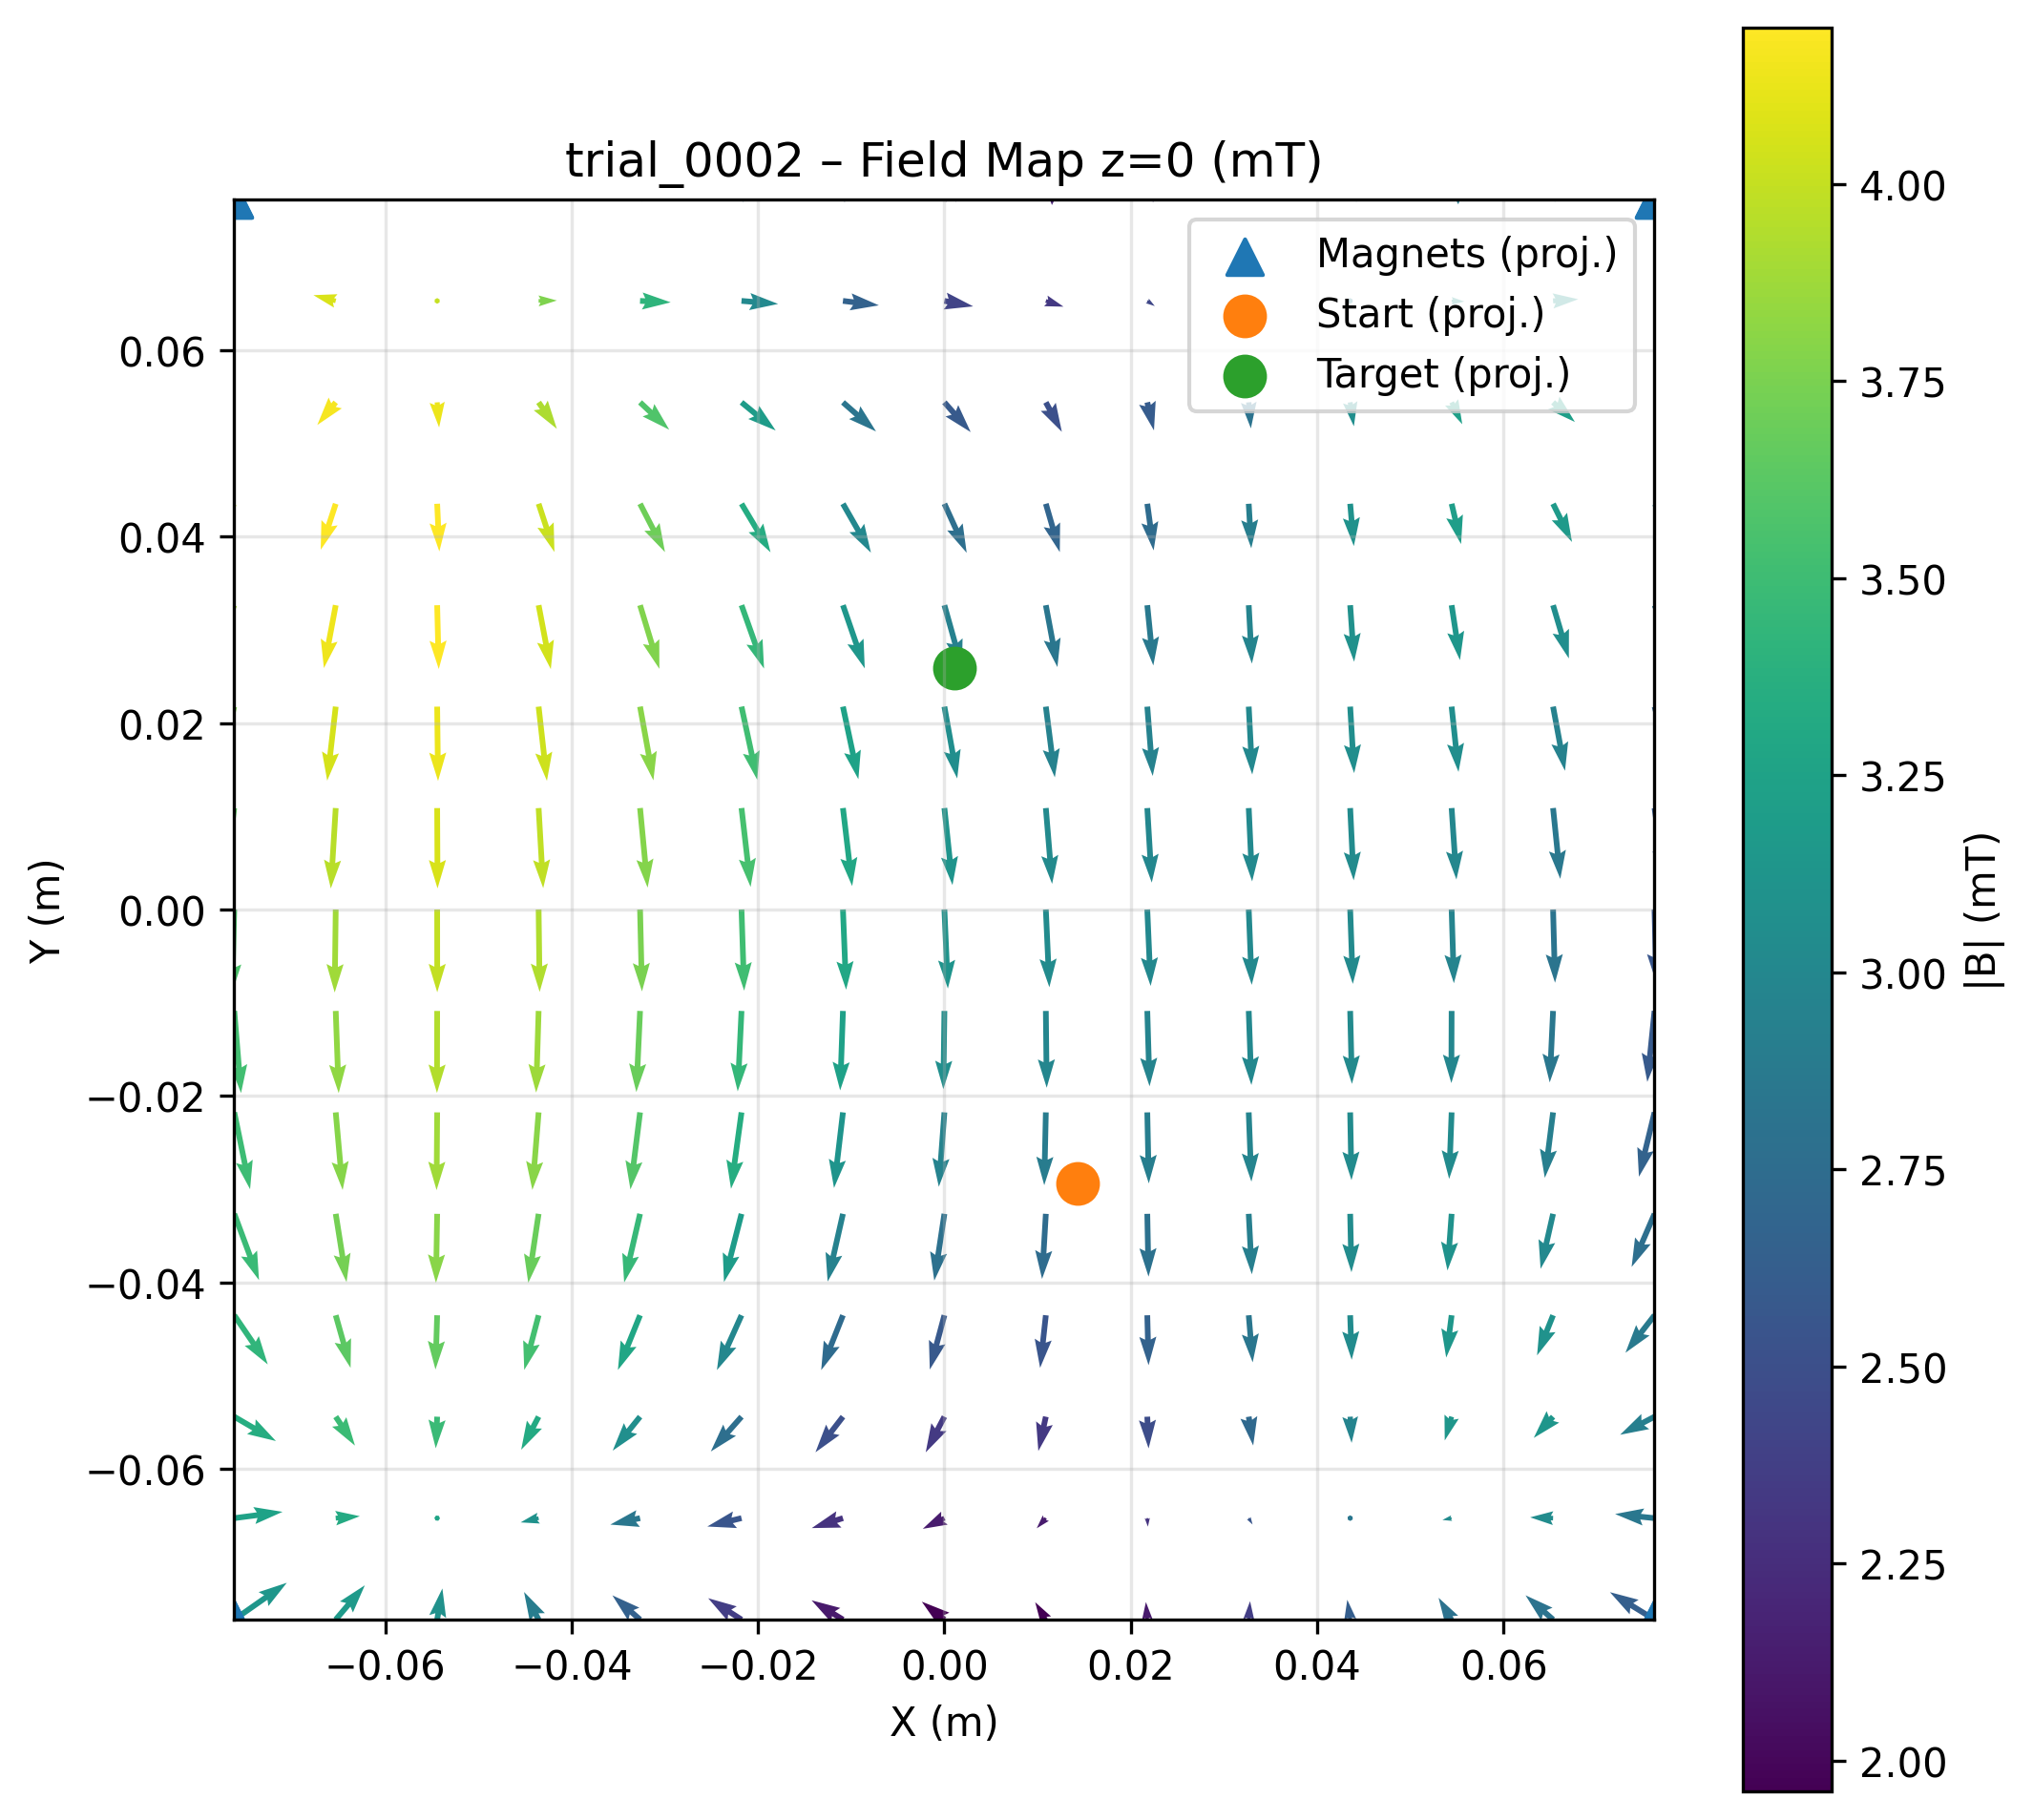 trial_0002 – Field Map z=0 (mT)
Magnets (proj.)
Start (proj.)
Target (proj.)
0.06
0.04
0.02
0.00
−0.02
−0.04
−0.06
Y (m)
−0.06 −0.04 −0.02 0.00 0.02 0.04 0.06
X (m)
4.00
3.75
3.50
3.25
3.00
2.75
2.50
2.25
2.00
|B| (mT)